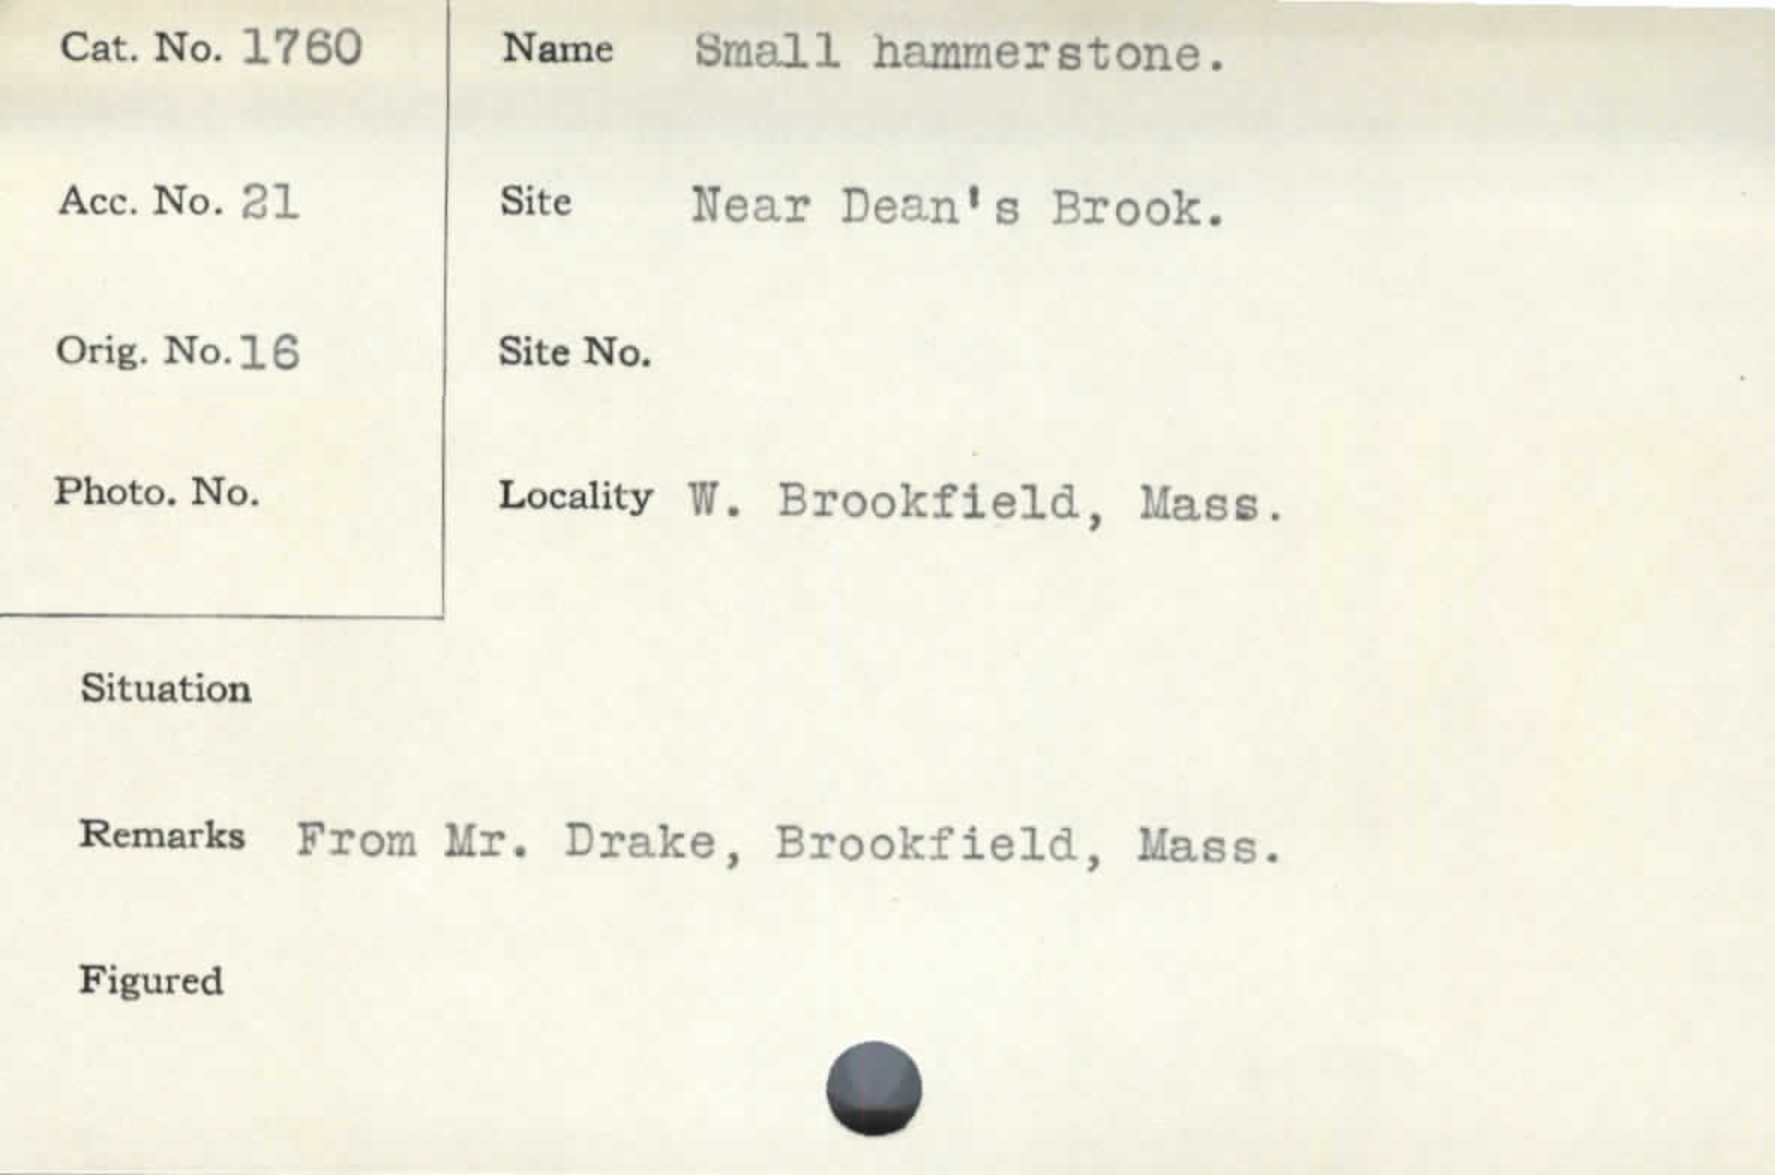 Cat. No. 1760
Acc. No. 21
Orig. No. 16
Photo. No.
Name Small hammerstone.
Site Near Dean's Brook.
Site No.
Locality W. Brookfield, Mass.
Situation
Remarks From Mr. Drake, Brookfield, Mass.
Figured